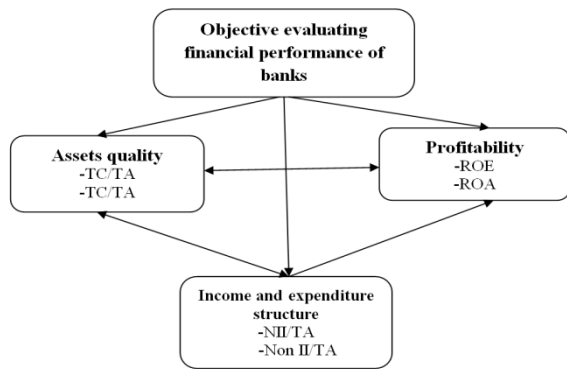 Objective evaluating
financial performance of
banks
Assets quality
-TC/TA
-TC/TA
Profitability
-ROE
-ROA
Income and expenditure
structure
-NII/TA
-Non II/TA